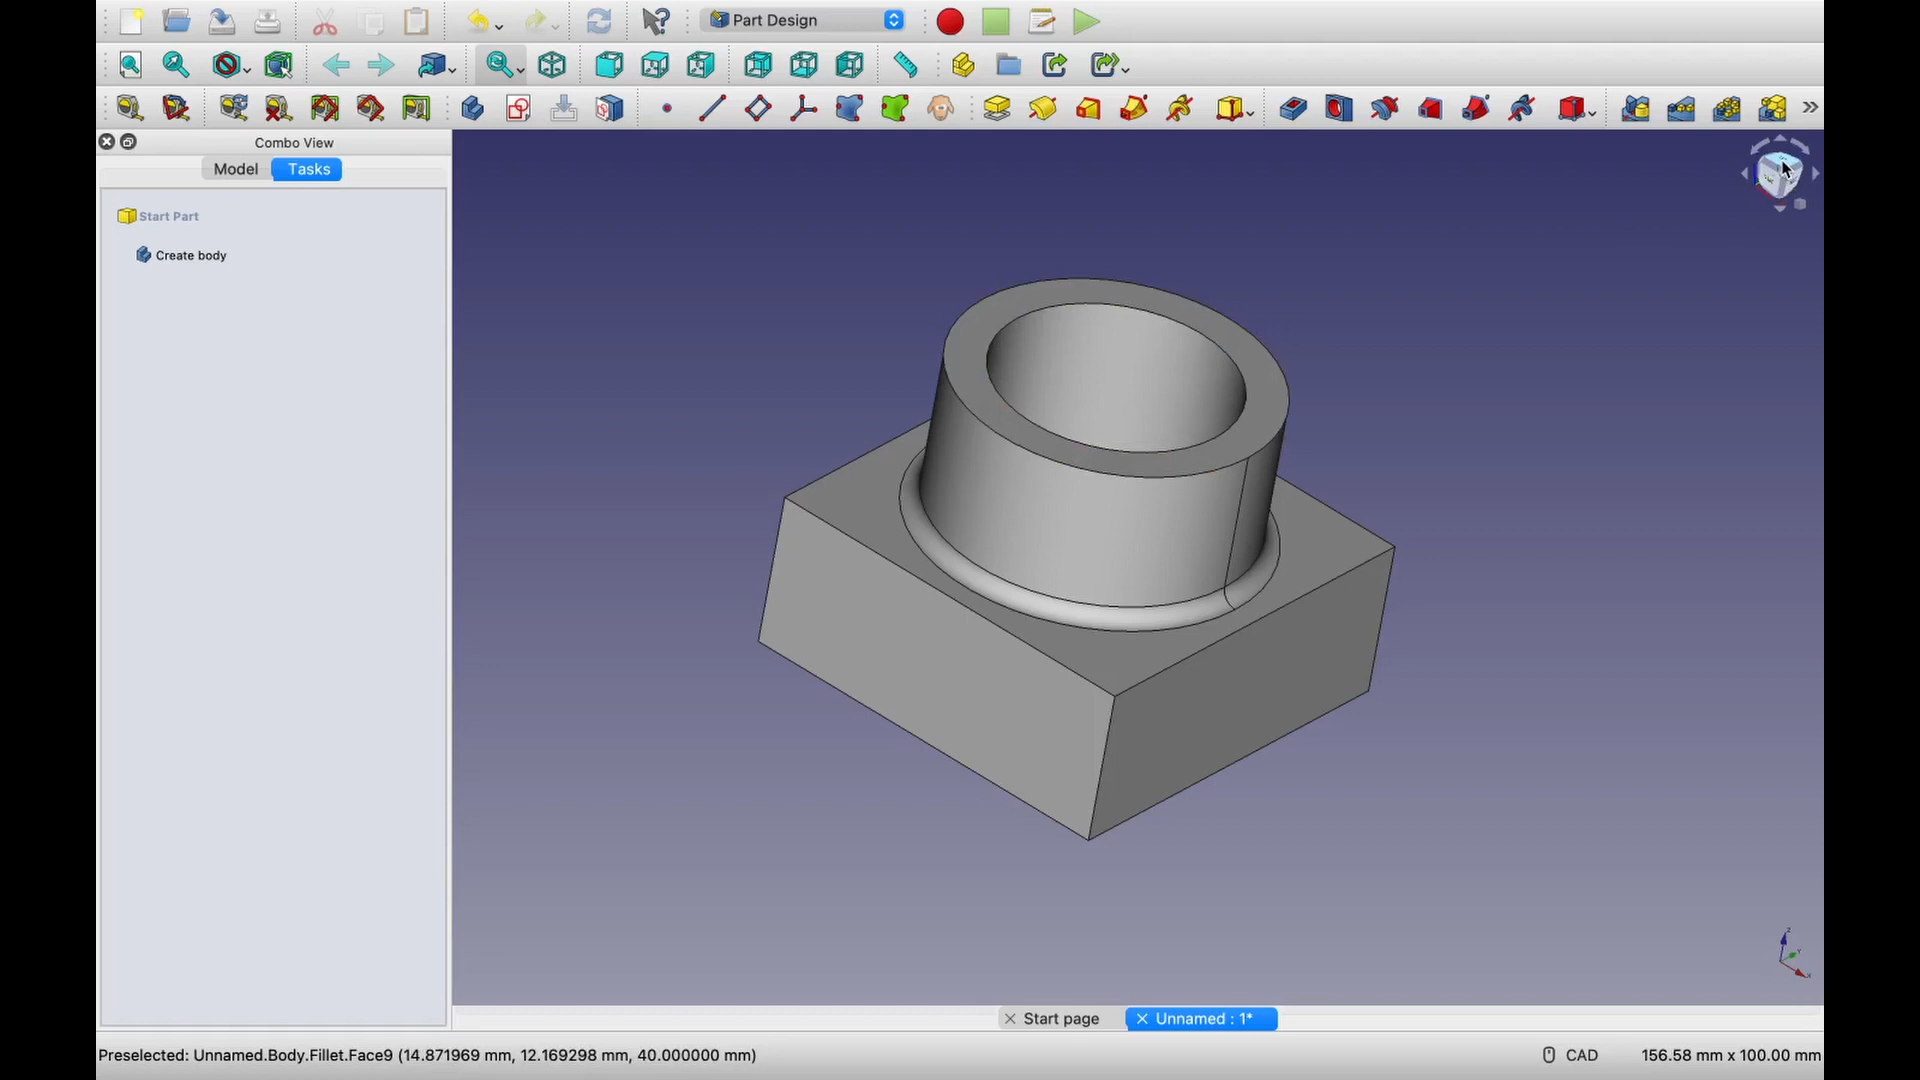 Part Design
Combo View
Model Tasks
Start Part
Create body
Start page Unnamed : 1*
Preselected: Unnamed.Body.Fillet.Face9 (14.871969 mm, 12.169298 mm, 40.000000 mm) CAD 156.58 mm x 100.00 mm